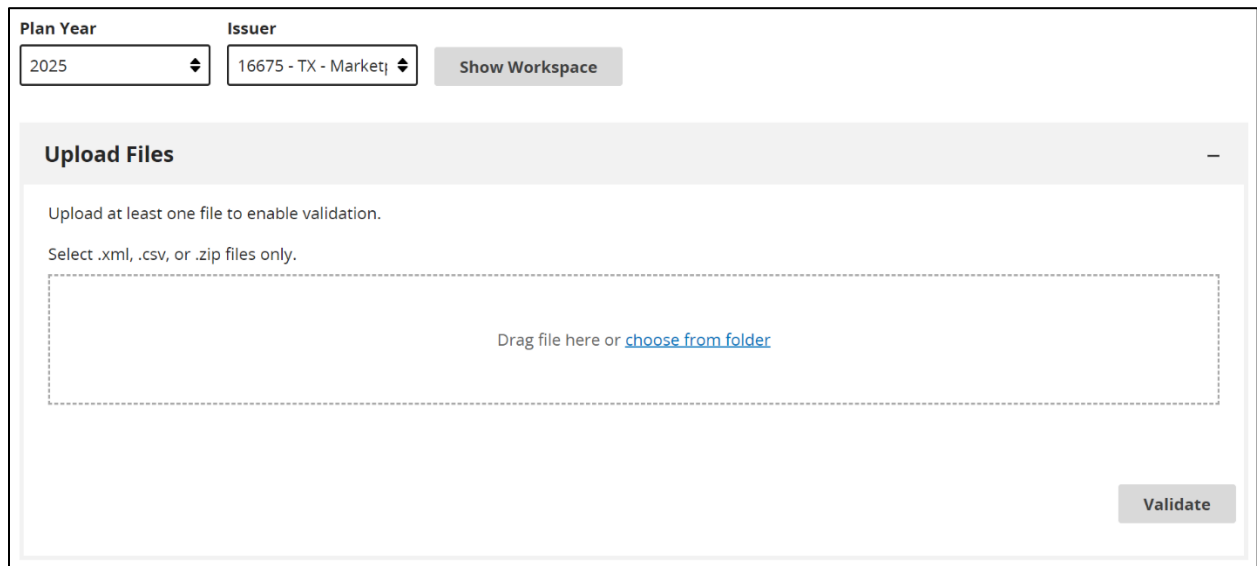 Plan Year Issuer
2025 16675 - TX - Market Show Workspace
Upload Files
Upload at least one file to enable validation.
Select .xml, .csv, or .zip files only.
Drag file here or choose from folder
Validate